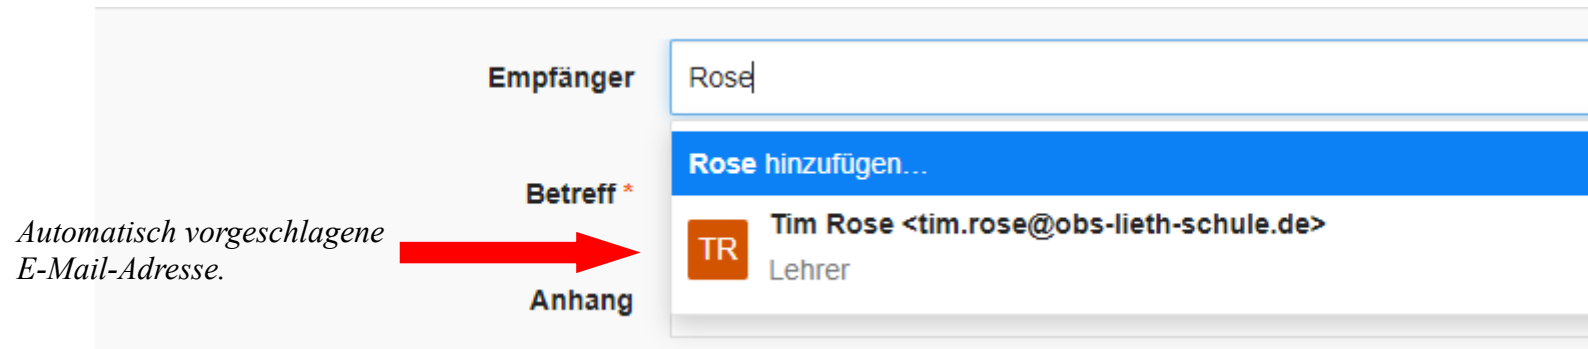 Empfänger
Rose
Rose hinzufügen...
Betreff *
Automatisch vorgeschlagene
E-Mail-Adresse.
TR
Tim Rose <tim.rose@obs-lieth-schule.de>
Lehrer
Anhang